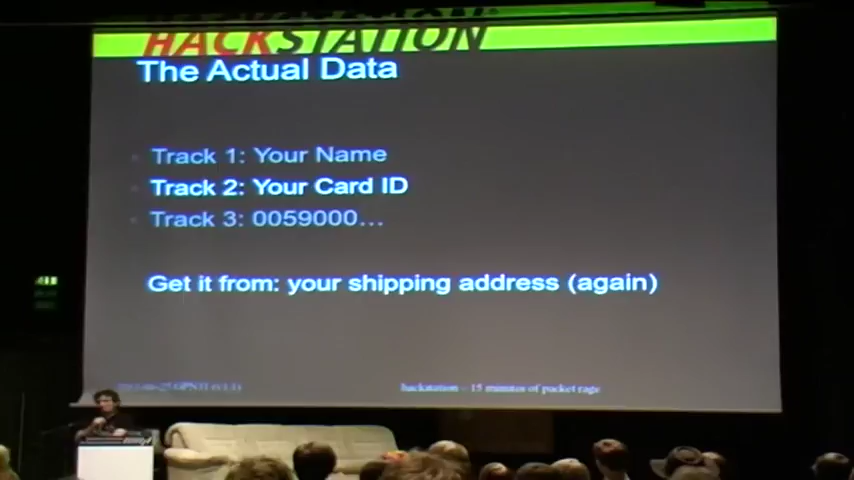 HACKSTATION
The Actual Data
Track 1: Your Name
Track 2: Your Card ID
Track 3: 0059000...
Get it from: your shipping address (again)
hackstation – 15 minutes of packet rage